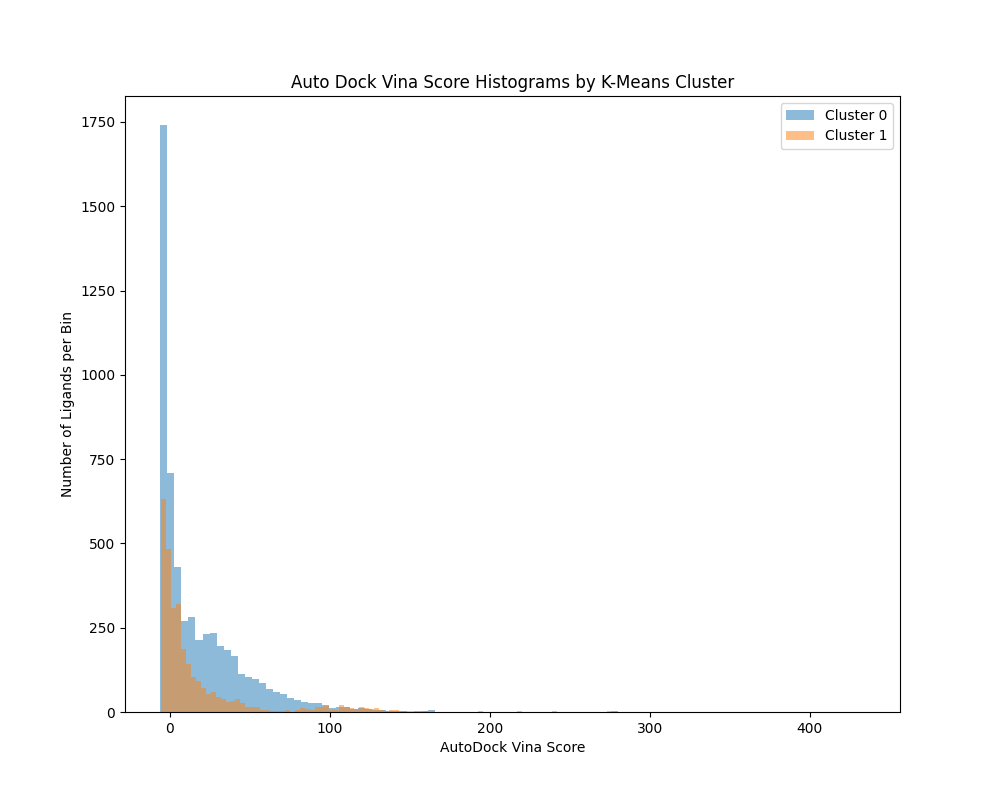 Auto Dock Vina Score Histograms by K-Means Cluster
Cluster 0
Cluster 1
Number of Ligands per Bin
1750
1500
1250
1000
750
500
250
0
0 100 200 300 400
AutoDock Vina Score